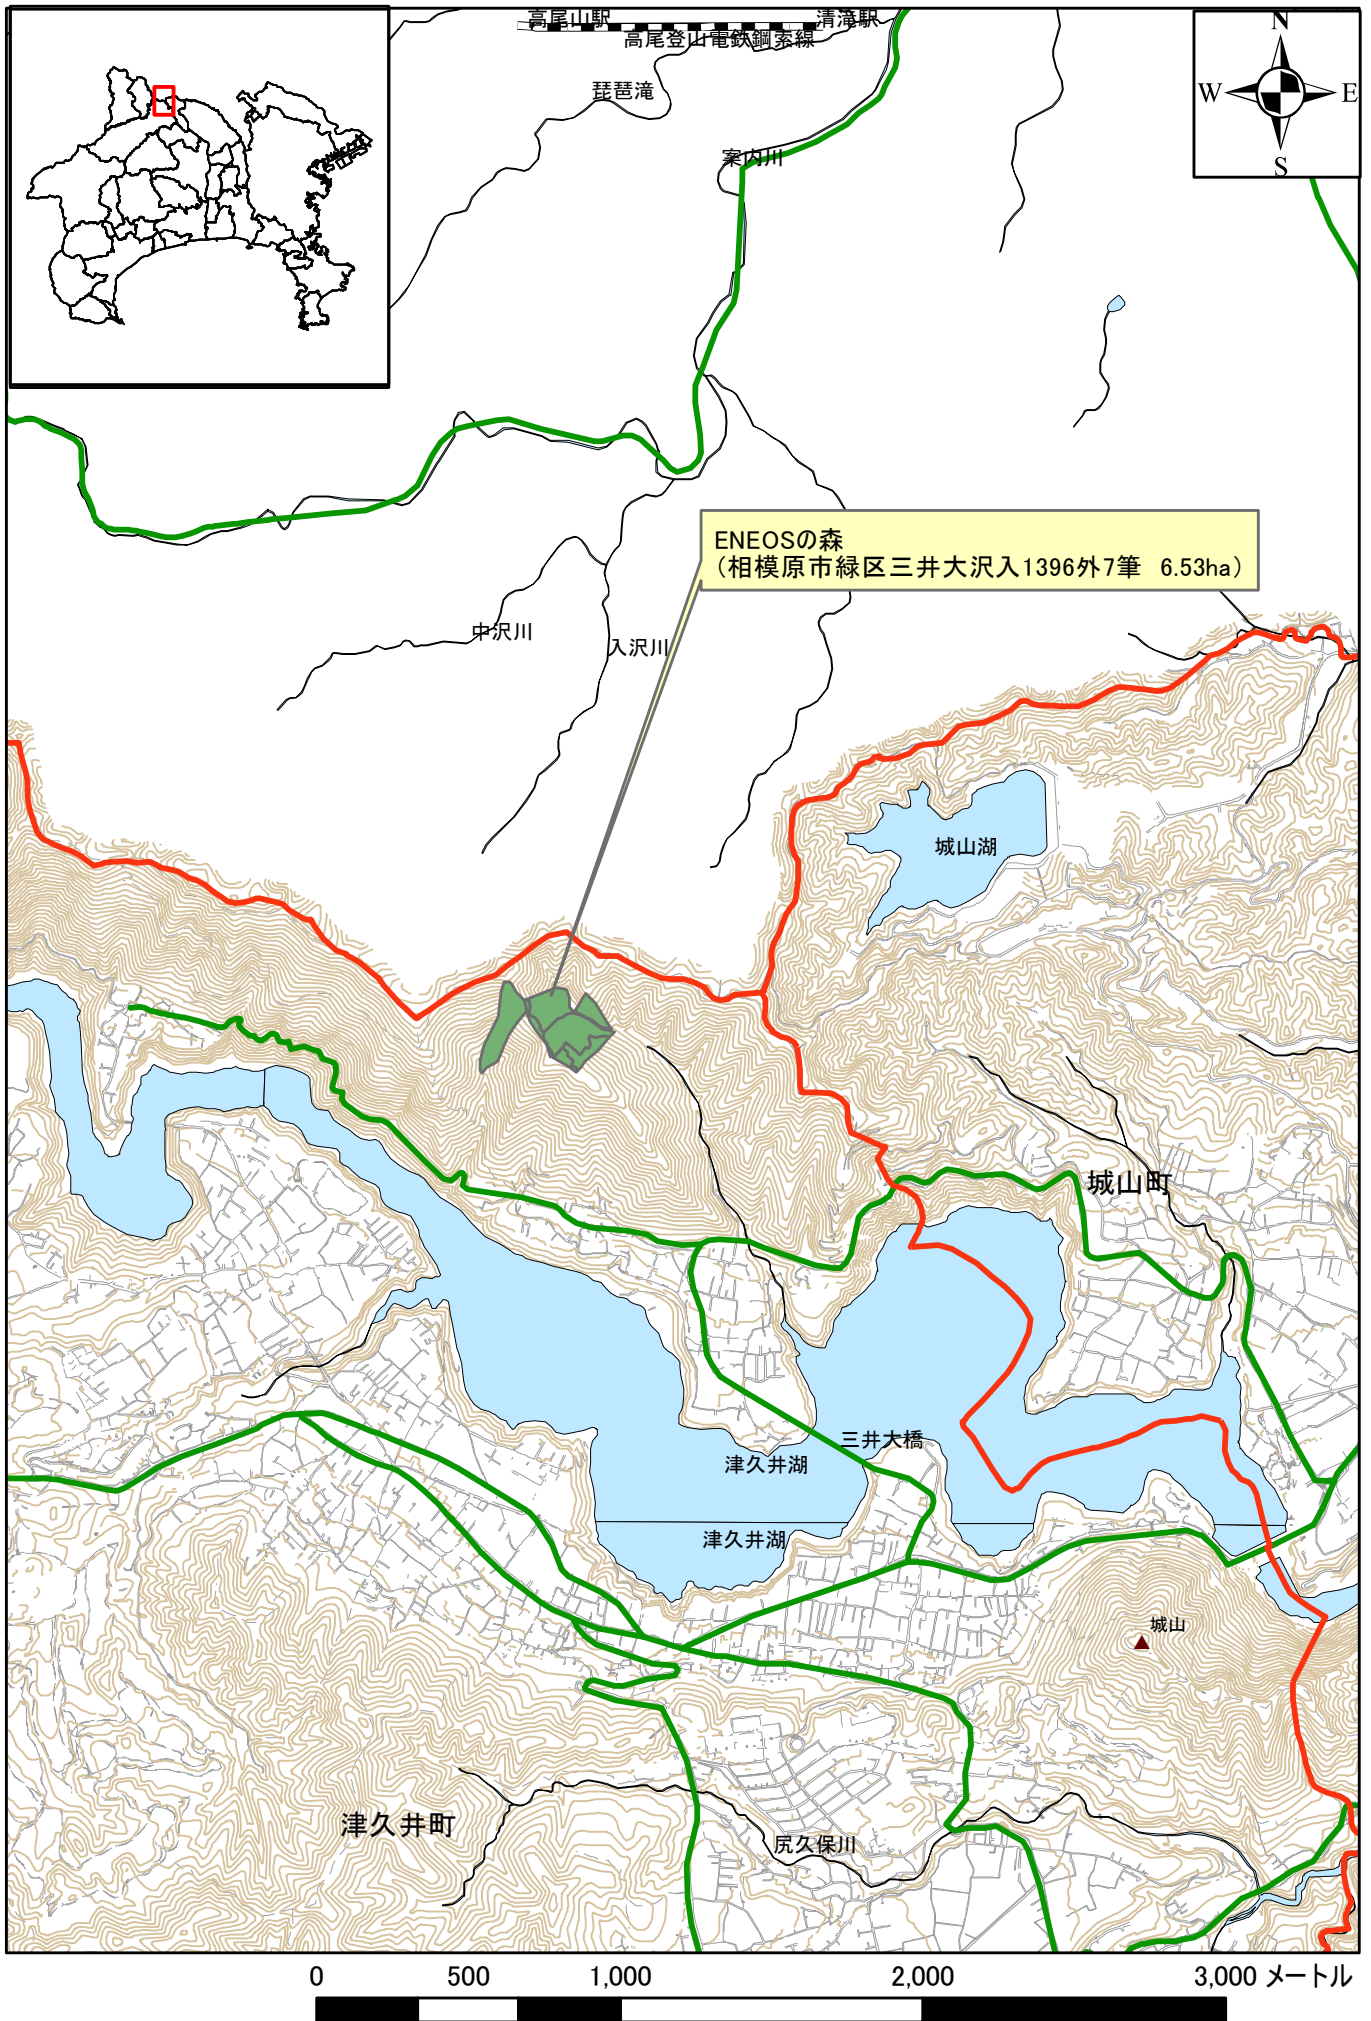 高尾山駅
清滝駅
高尾登山電鉄鋼索線
N
W
E
S
琵琶滝
案内川
ENEOSの森
(相模原市緑区三井大沢入1396外7筆 6.53ha)
中沢川
入沢川
城山湖
城山町
三井大橋
津久井湖
津久井湖
城山
津久井町
尻久保川
0 500 1,000 2,000 3,000 メートル